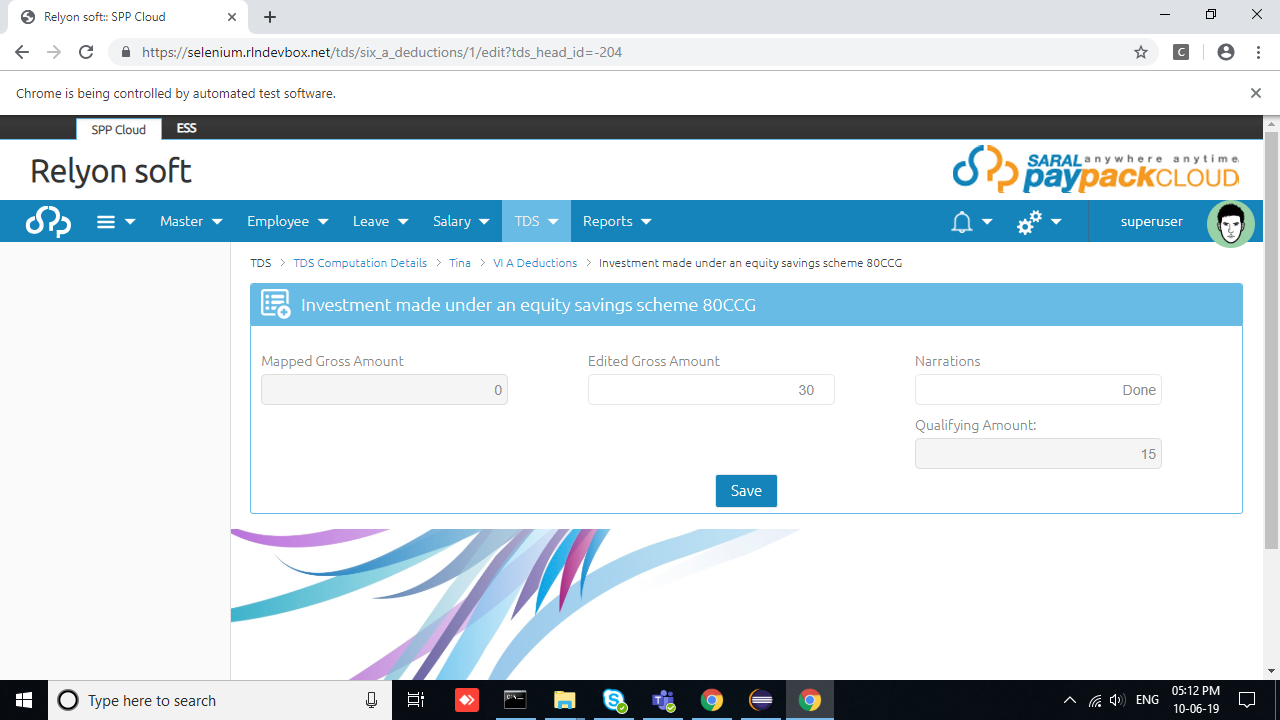 Relyon soft:: SPP Cloud
https://selenium.rlndevbox.net/tds/six_a_deductions/1/edit?tds_head_id=-204
C
Chrome is being controlled by automated test software.
SPP Cloud ESS
Relyon soft
SARAL anywhere anytime
paypackCLOUD
Master Employee Leave Salary TDS Reports superuser
TDS > TDS Computation Details > Tina > VI A Deductions > Investment made under an equity savings scheme 80CCG
Investment made under an equity savings scheme 80CCG
Mapped Gross Amount Edited Gross Amount Narrations
0 30 Done
Qualifying Amount:
15
Save
Type here to search
ENG 05:12 PM
10-06-19